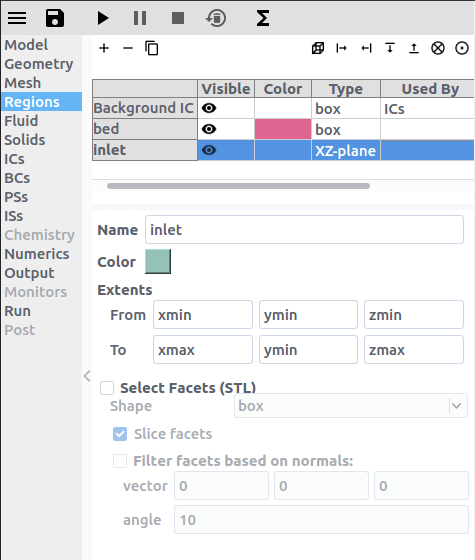 Model
Geometry
Mesh
Regions
Fluid
Solids
ICs
BCs
PSs
ISs
Chemistry
Numerics
Output
Monitors
Run
Post
Visible Color Type Used By
Background IC box ICs
bed box
inlet XZ-plane
Name inlet
Color
Extents
From xmin ymin zmin
To xmax ymin zmax
Select Facets (STL)
Shape box
Slice facets
Filter facets based on normals:
vector 0 0 0
angle 10